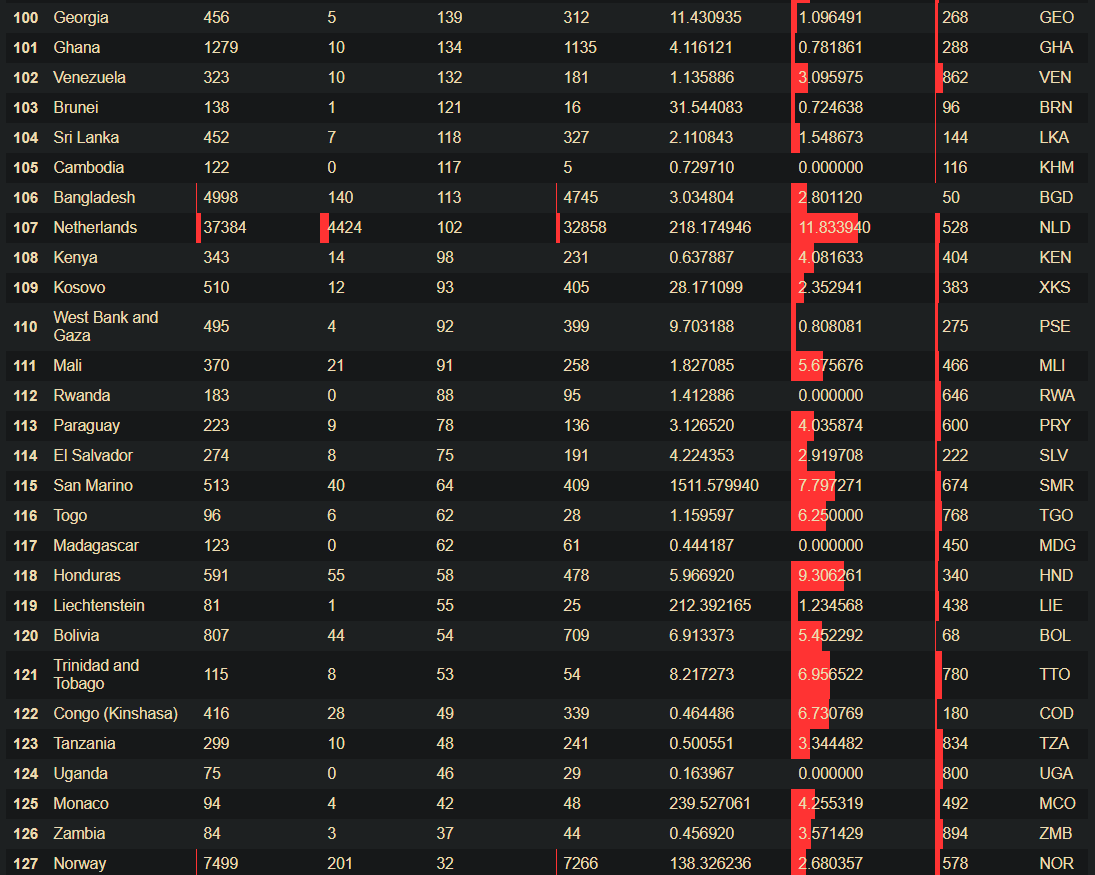 100 Georgia 456 5 139 312 11.430935 1.096491 268 GEO
101 Ghana 1279 10 134 1135 4.116121 0.781861 288 GHA
102 Venezuela 323 10 132 181 1.135886 3.095975 862 VEN
103 Brunei 138 1 121 16 31.544083 0.724638 96 BRN
104 Sri Lanka 452 7 118 327 2.110843 1.548673 144 LKA
105 Cambodia 122 0 117 5 0.729710 0.000000 116 KHM
106 Bangladesh 4998 140 113 4745 3.034804 2.801120 50 BGD
107 Netherlands 37384 4424 102 32858 218.174946 11.833940 528 NLD
108 Kenya 343 14 98 231 0.637887 4.081633 404 KEN
109 Kosovo 510 12 93 405 28.171099 2.352941 383 XKS
110 West Bank and
Gaza 495 4 92 399 9.703188 0.808081 275 PSE
111 Mali 370 21 91 258 1.827085 5.675676 466 MLI
112 Rwanda 183 0 88 95 1.412886 0.000000 646 RWA
113 Paraguay 223 9 78 136 3.126520 4.035874 600 PRY
114 El Salvador 274 8 75 191 4.224353 2.919708 222 SLV
115 San Marino 513 40 64 409 1511.579940 7.797271 674 SMR
116 Togo 96 6 62 28 1.159597 6.250000 768 TGO
117 Madagascar 123 0 62 61 0.444187 0.000000 450 MDG
118 Honduras 591 55 58 478 5.966920 9.306261 340 HND
119 Liechtenstein 81 1 55 25 212.392165 1.234568 438 LIE
120 Bolivia 807 44 54 709 6.913373 5.452292 68 BOL
121 Trinidad and
Tobago 115 8 53 54 8.217273 6.956522 780 TTO
122 Congo (Kinshasa) 416 28 49 339 0.464486 6.730769 180 COD
123 Tanzania 299 10 48 241 0.500551 3.344482 834 TZA
124 Uganda 75 0 46 29 0.163967 0.000000 800 UGA
125 Monaco 94 4 42 48 239.527061 4.255319 492 MCO
126 Zambia 84 3 37 44 0.456920 3.571429 894 ZMB
127 Norway 7499 201 32 7266 138.326236 2.680357 578 NOR